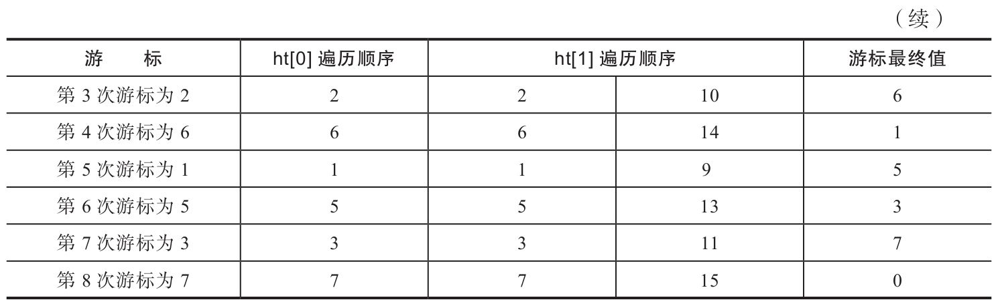 （续）
游 标 ht[0] 遍历顺序 ht[1] 遍历顺序 游标最终值
第 3 次游标为 2 2 2 10 6
第 4 次游标为 6 6 6 14 1
第 5 次游标为 1 1 1 9 5
第 6 次游标为 5 5 5 13 3
第 7 次游标为 3 3 3 11 7
第 8 次游标为 7 7 7 15 0